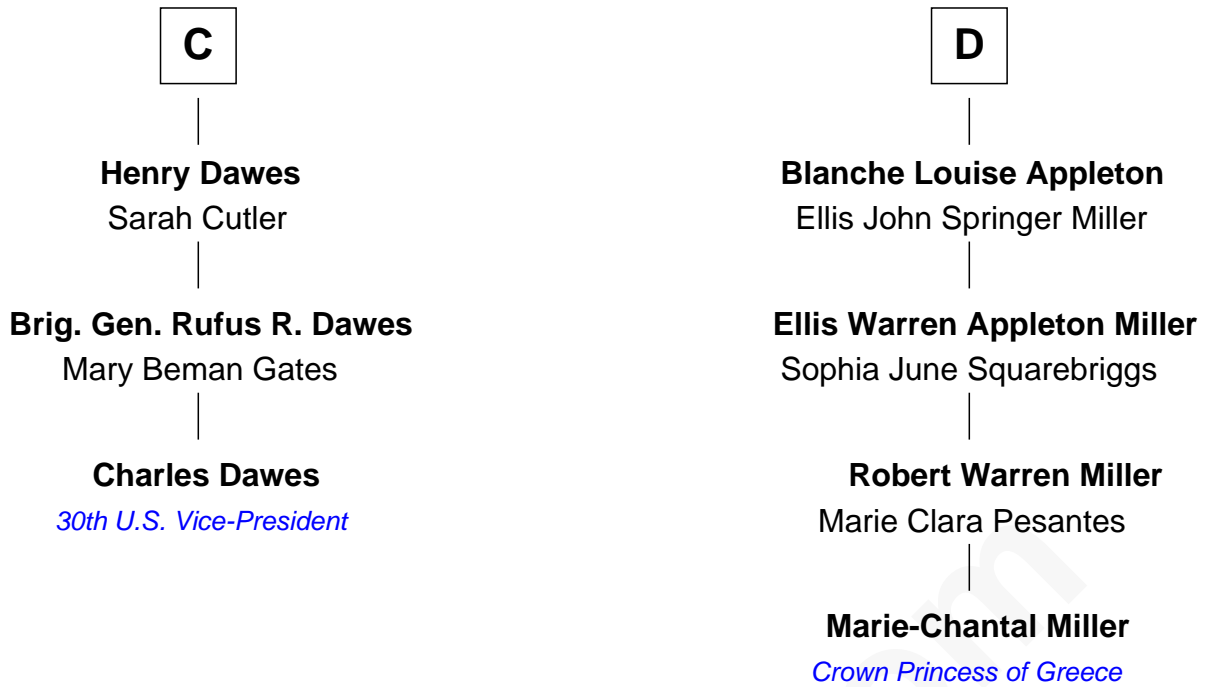 C
Henry Dawes
Sarah Cutler
Brig. Gen. Rufus R. Dawes
Mary Beman Gates
Charles Dawes
30th U.S. Vice-President
D
Blanche Louise Appleton
Ellis John Springer Miller
Ellis Warren Appleton Miller
Sophia June Squarebriggs
Robert Warren Miller
Marie Clara Pesantes
Marie-Chantal Miller
Crown Princess of Greece